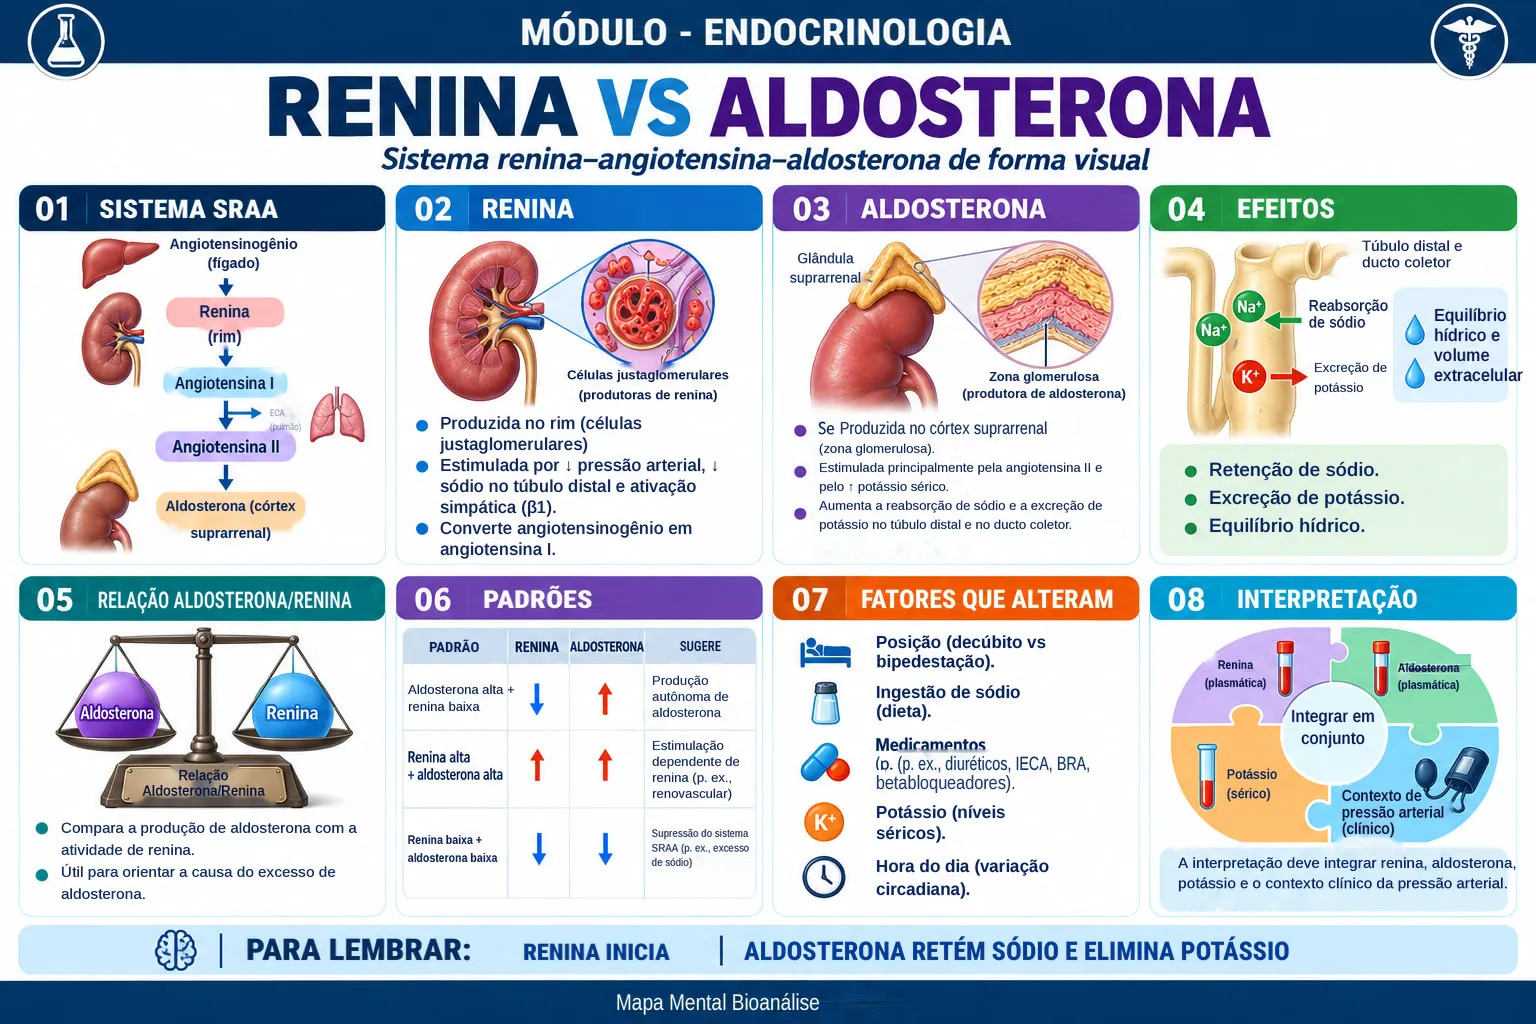 MÓDULO - ENDOCRINOLOGIA
RENINA VS ALDOSTERONA
Sistema renina–angiotensina–aldosterona de forma visual
01 SISTEMA SRAA
Angiotensinogênio
(fígado)
Renina
(rim)
Angiotensina I
ECA
(pulmão)
Angiotensina II
Aldosterona (córtex
suprarrenal)
02 RENINA
Células justaglomerulares
(produtoras de renina)
Produzida no rim (células
justaglomerulares)
Estimulada por ↓ pressão arterial, ↓
sódio no túbulo distal e ativação
simpática (β1).
Converte angiotensinogênio em
angiotensina I.
03 ALDOSTERONA
Glândula
suprarrenal
Zona glomerulosa
(produtora de aldosterona)
Se Produzida no córtex suprarrenal
(zona glomerulosa).
Estimulada principalmente pela angiotensina II e
pelo ↑ potássio sérico.
Aumenta a reabsorção de sódio e a excreção de
potássio no túbulo distal e no ducto coletor.
04 EFEITOS
Túbulo distal e
ducto coletor
Na⁺
Na⁺
Reabsorção
de sódio
K⁺
Excreção de
potássio
Equilíbrio
hídrico e
volume
extracelular
Retenção de sódio.
Excreção de potássio.
Equilíbrio hídrico.
05 RELAÇÃO ALDOSTERONA/RENINA
Aldosterona
Renina
Relação
Aldosterona/Renina
Compara a produção de aldosterona com a
atividade de renina.
Útil para orientar a causa do excesso de
aldosterona.
06 PADRÕES
PADRÃO RENINA ALDOSTERONA SUGERE
Aldosterona alta +
renina baixa
↓ ↑
Produção
autônoma de
aldosterona
Renina alta
+ aldosterona alta
↑ ↑
Estimulação
dependente de
renina (p. ex.,
renovascular)
Renina baixa +
aldosterona baixa
↓ ↓
Supressão do sistema
SRAA (p. ex., excesso
de sódio)
07 FATORES QUE ALTERAM
Posição (decúbito vs
bipedestação).
Ingestão de sódio
(dieta).
Medicamentos
(p. (p. ex., diuréticos, IECA, BRA,
betabloqueadores).
K⁺
Potássio (níveis
séricos).
Hora do dia (variação
circadiana).
08 INTERPRETAÇÃO
Renina
(plasmática)
Aldosterona
(plasmática)
Integrar em
conjunto
Potássio
(sérico)
Contexto de
pressão arterial
(clínico)
A interpretação deve integrar renina, aldosterona,
potássio e o contexto clínico da pressão arterial.
PARA LEMBRAR: RENINA INICIA | ALDOSTERONA RETÉM SÓDIO E ELIMINA POTÁSSIO
Mapa Mental Bioanálise